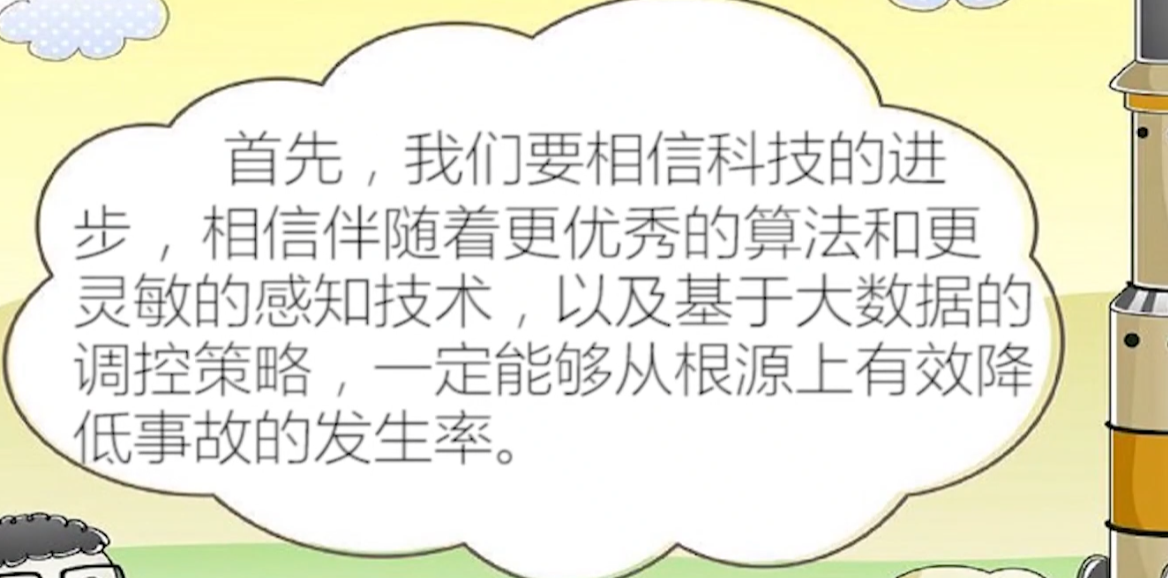 首先，我们要相信科技的进
步，相信伴随着更优秀的算法和更
灵敏的感知技术，以及基于大数据的
调控策略，一定能够从根源上有效降
低事故的发生率。